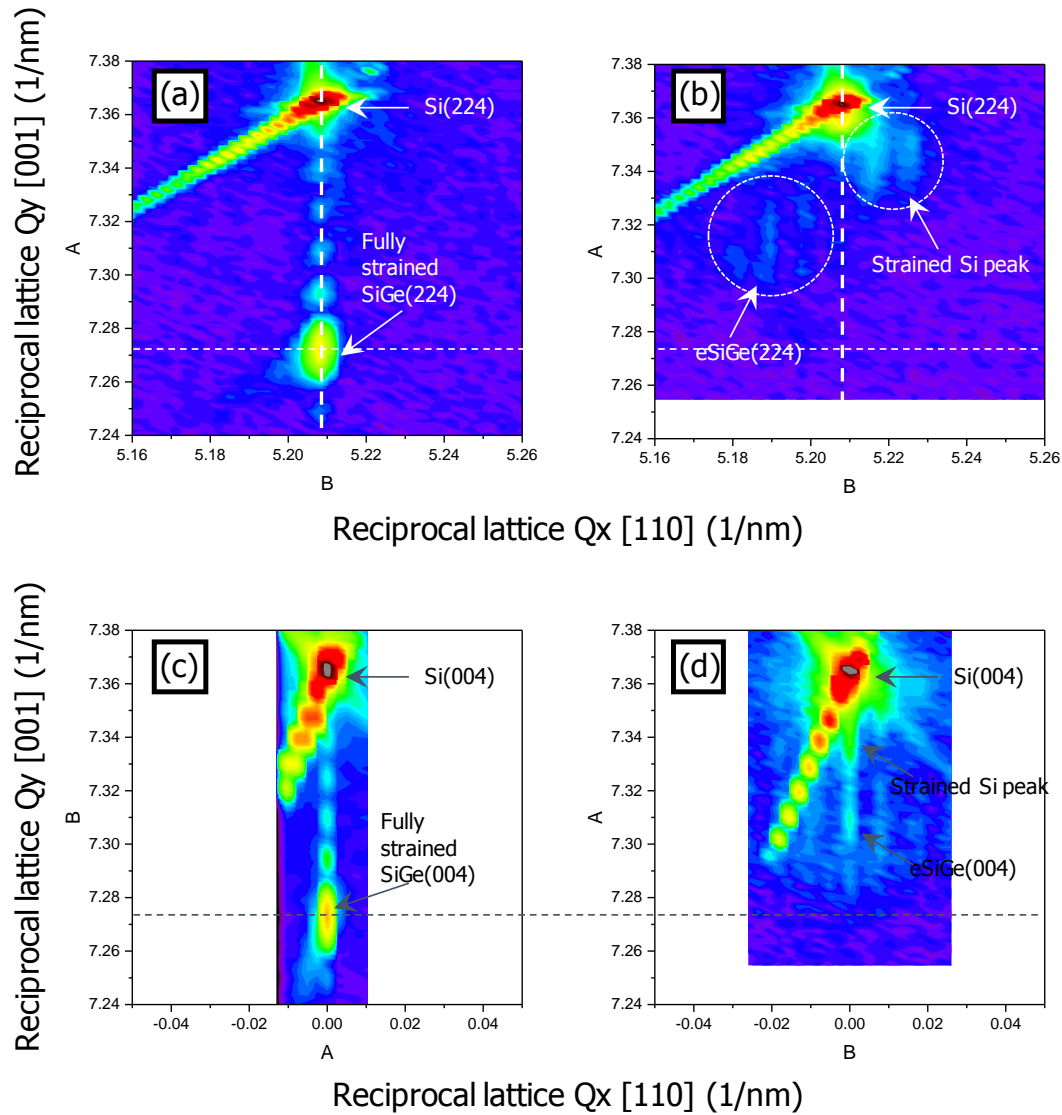 Reciprocal lattice Qy [001] (1/nm)
A
7.38
7.36
7.34
7.32
7.30
7.28
7.26
7.24
(a)
Si(224)
Fully
strained
SiGe(224)
5.16 5.18 5.20 5.22 5.24 5.26
B
A
7.38
7.36
7.34
7.32
7.30
7.28
7.26
7.24
(b)
Si(224)
Strained Si peak
eSiGe(224)
5.16 5.18 5.20 5.22 5.24 5.26
B
Reciprocal lattice Qx [110] (1/nm)
Reciprocal lattice Qy [001] (1/nm)
B
7.38
7.36
7.34
7.32
7.30
7.28
7.26
7.24
(c)
Si(004)
Fully
strained
SiGe(004)
-0.04 -0.02 0.00 0.02 0.04
A
A
7.38
7.36
7.34
7.32
7.30
7.28
7.26
7.24
(d)
Si(004)
Strained Si peak
eSiGe(004)
-0.04 -0.02 0.00 0.02 0.04
B
Reciprocal lattice Qx [110] (1/nm)